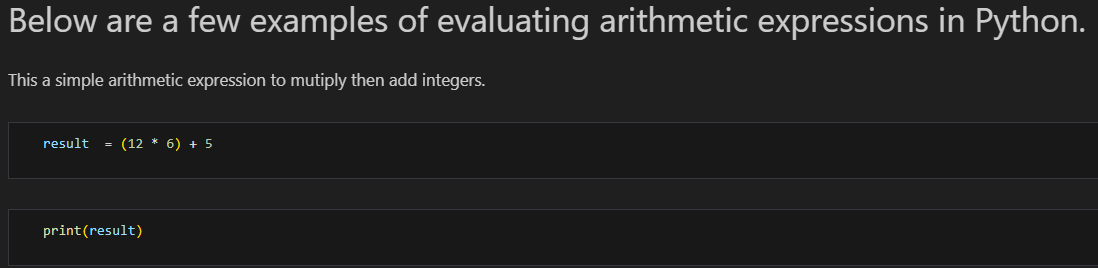 Below are a few examples of evaluating arithmetic expressions in Python.
This a simple arithmetic expression to mutiply then add integers.
result  = (12 * 6) + 5
print(result)